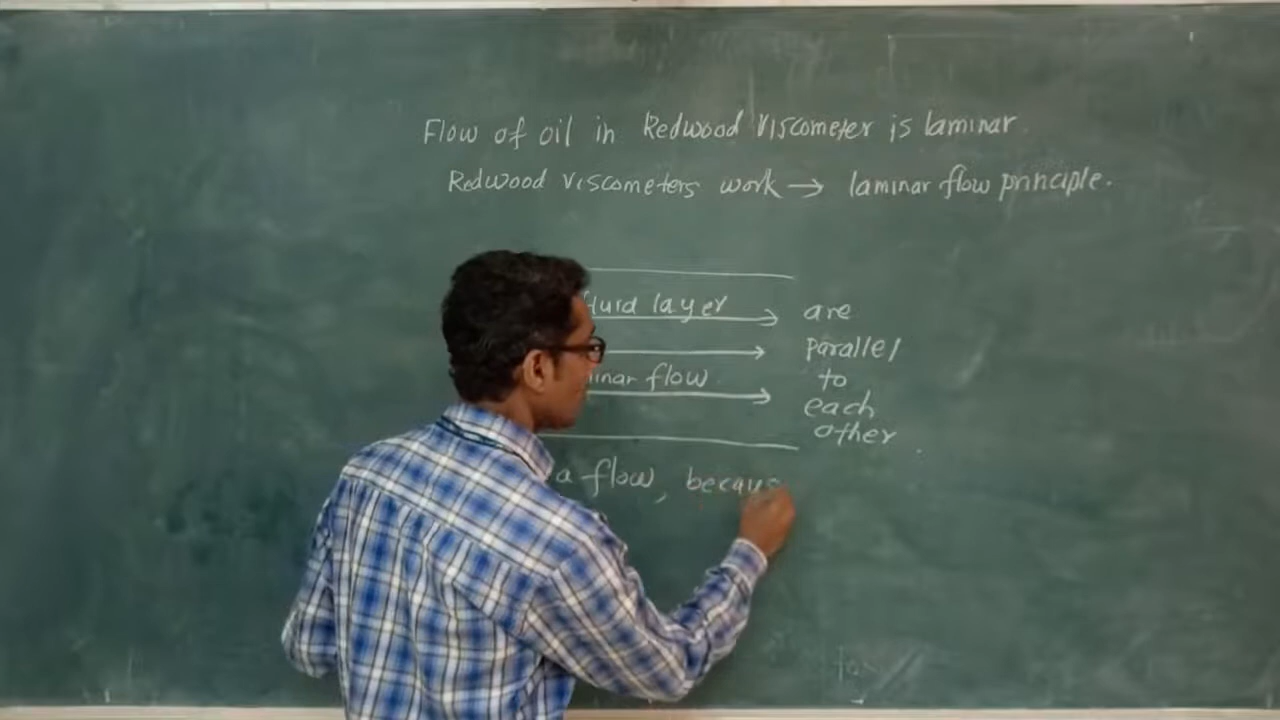 Flow of oil in Redwood Viscometer is laminar.
Redwood Viscometers work → laminar flow principle.
fluid layer
are
parallel
flow
to
each
other.
a flow, becaus